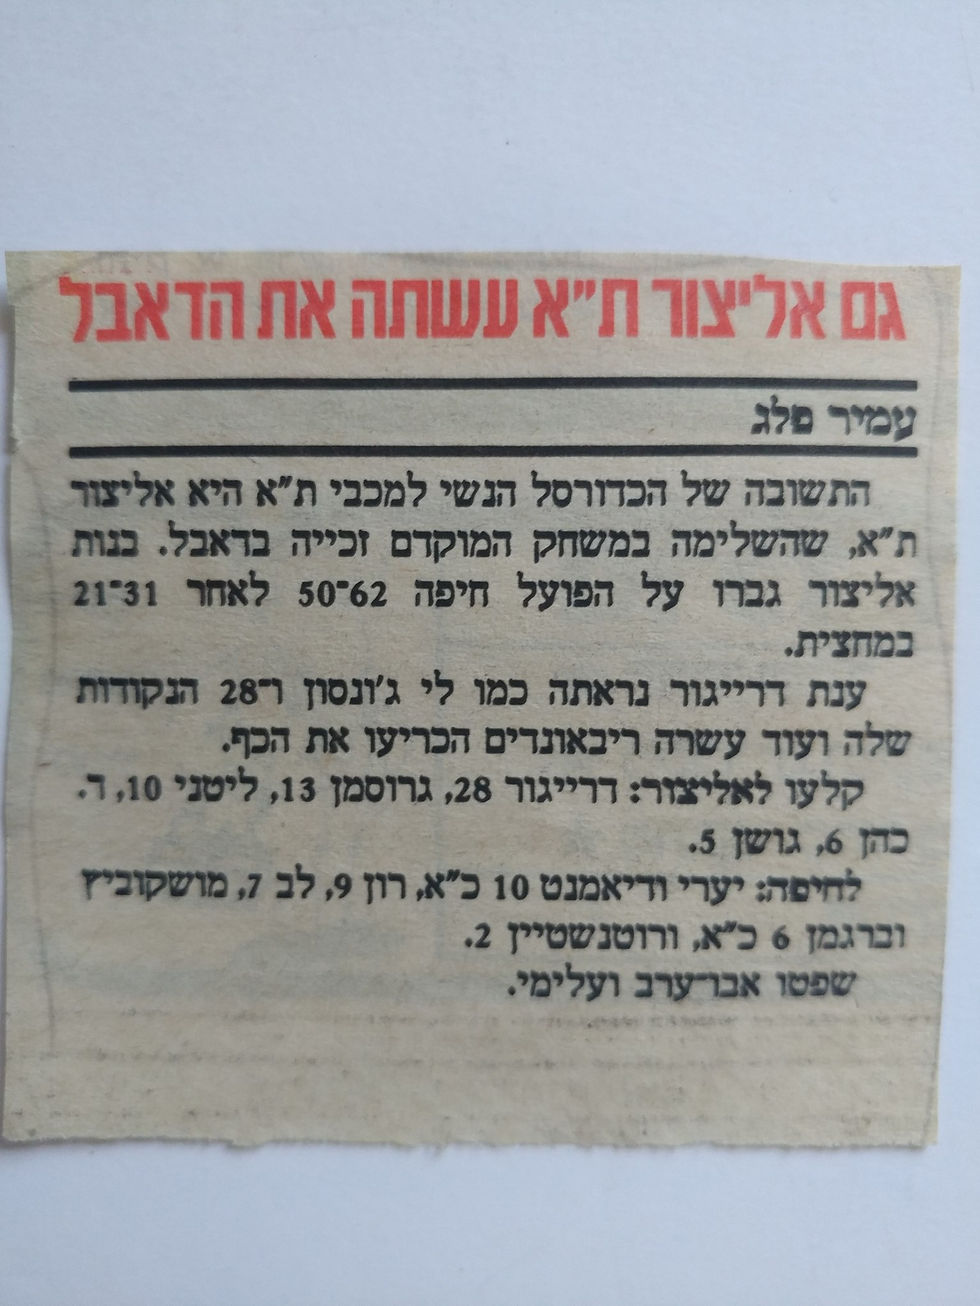 גם אליצור ת"א עשתה את הדאבל
עמיר פלג
התשובה של הכדורסל הנשי למכבי ת"א היא אליצור
ת"א, שהשלימה במשחק המוקדם זכייה בדאבל. בנות
אליצור גברו על הפועל חיפה 62־50 לאחר 31־21
במחצית.
ענת דרייגור נראתה כמו לי ג'ונסון ו־28 הנקודות
שלה ועוד עשרה ריבאונדים הכריעו את הכף.
קלעו לאליצור: דרייגור 28, גרוסמן 13, ליטני 10, ר.
כהן 6, גושן 5.
לחיפה: יערי ודיאמנט 10 כ"א, רון 9, לב 7, מושקוביץ
וברגמן 6 כ"א, ורוטנשטיין 2.
שפטו אבו־ערב ועלימי.